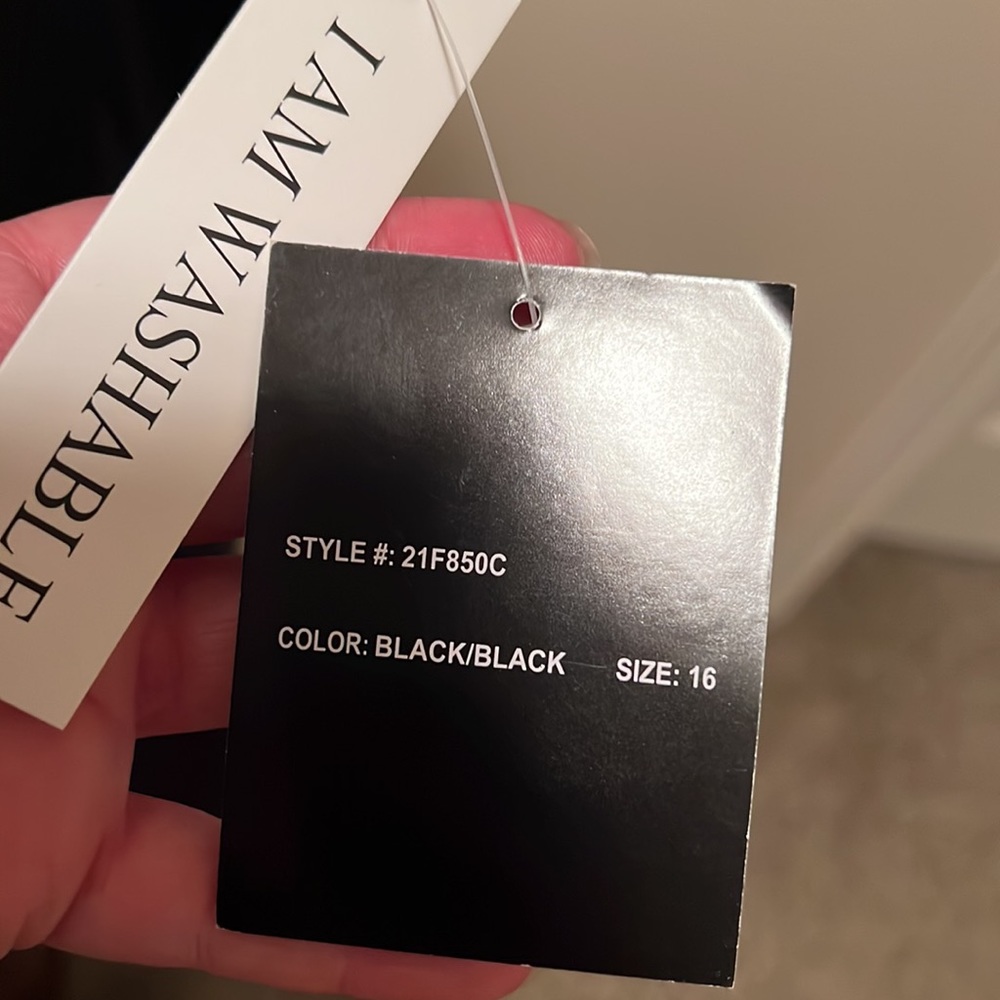 I AM WASHABLE
STYLE #: 21F850C
COLOR: BLACK/BLACK SIZE: 16